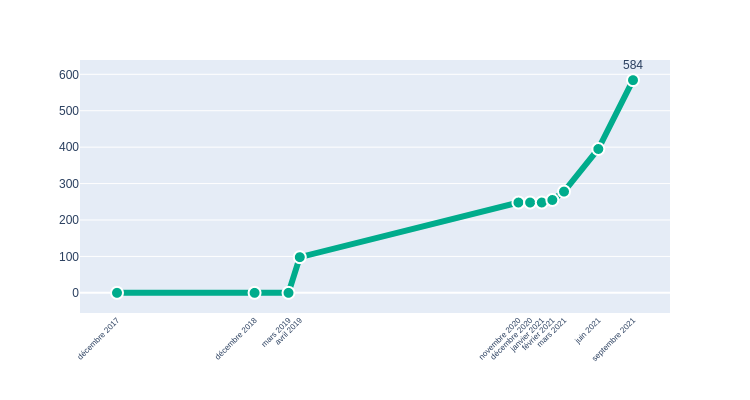 584
600
500
400
300
200
100
0
décembre 2017
décembre 2018
mars 2019
avril 2019
novembre 2020
décembre 2020
janvier 2021
février 2021
mars 2021
juin 2021
septembre 2021